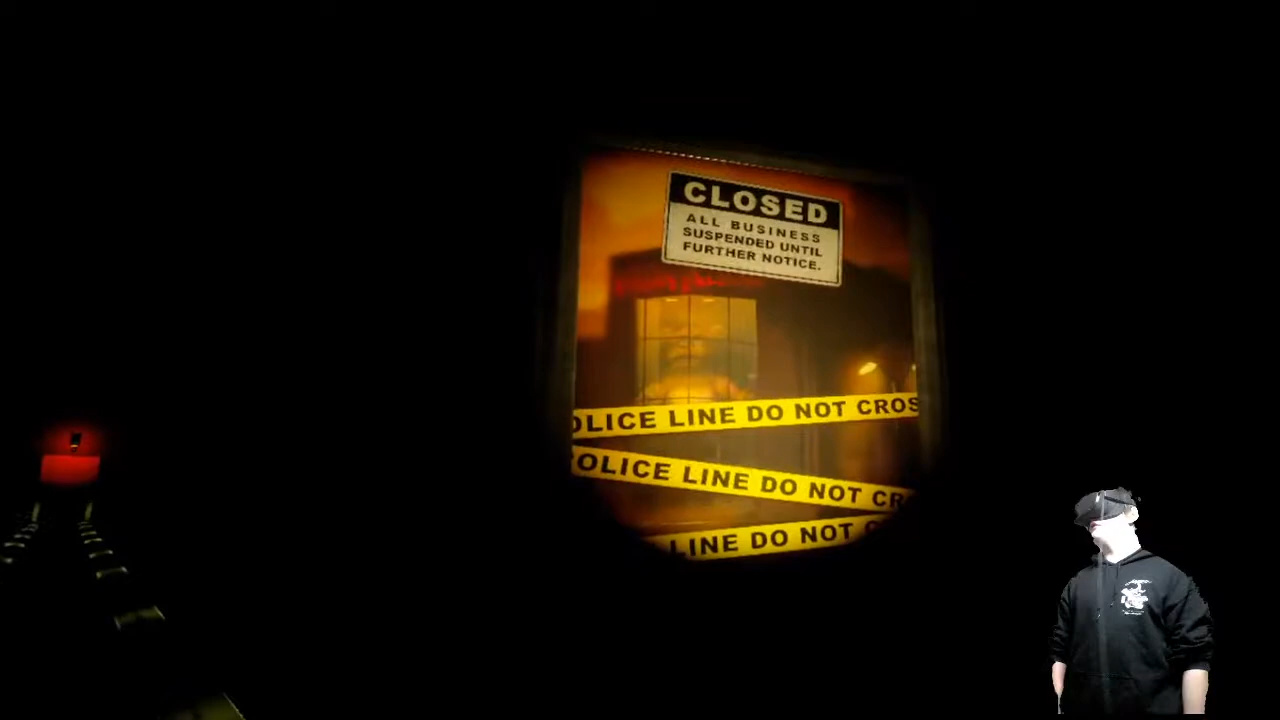 CLOSED
ALL BUSINESS
SUSPENDED UNTIL
FURTHER NOTICE.
OLICE LINE DO NOT CROS
POLICE LINE DO NOT CR
LINE DO NOT